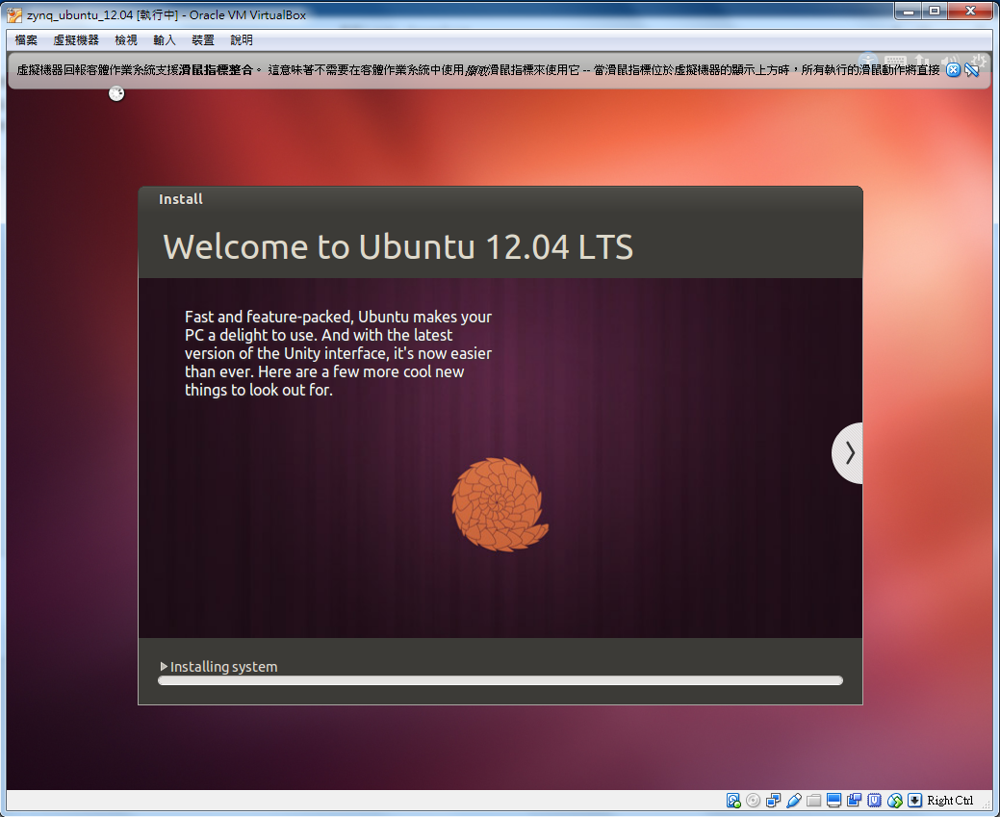 zynq_ubuntu_12.04 [執行中] - Oracle VM VirtualBox
檔案 虛擬機器 檢視 輸入 裝置 說明
虛擬機器回報客體作業系統支援滑鼠指標整合。 這意味著不需要在客體作業系統中使用擷取滑鼠指標來使用它 -- 當滑鼠指標位於虛擬機器的顯示上方時，所有執行的滑鼠動作將直接
Install
Welcome to Ubuntu 12.04 LTS
Fast and feature-packed, Ubuntu makes your
PC a delight to use. And with the latest
version of the Unity interface, it's now easier
than ever. Here are a few more cool new
things to look out for.
Installing system
Right Ctrl